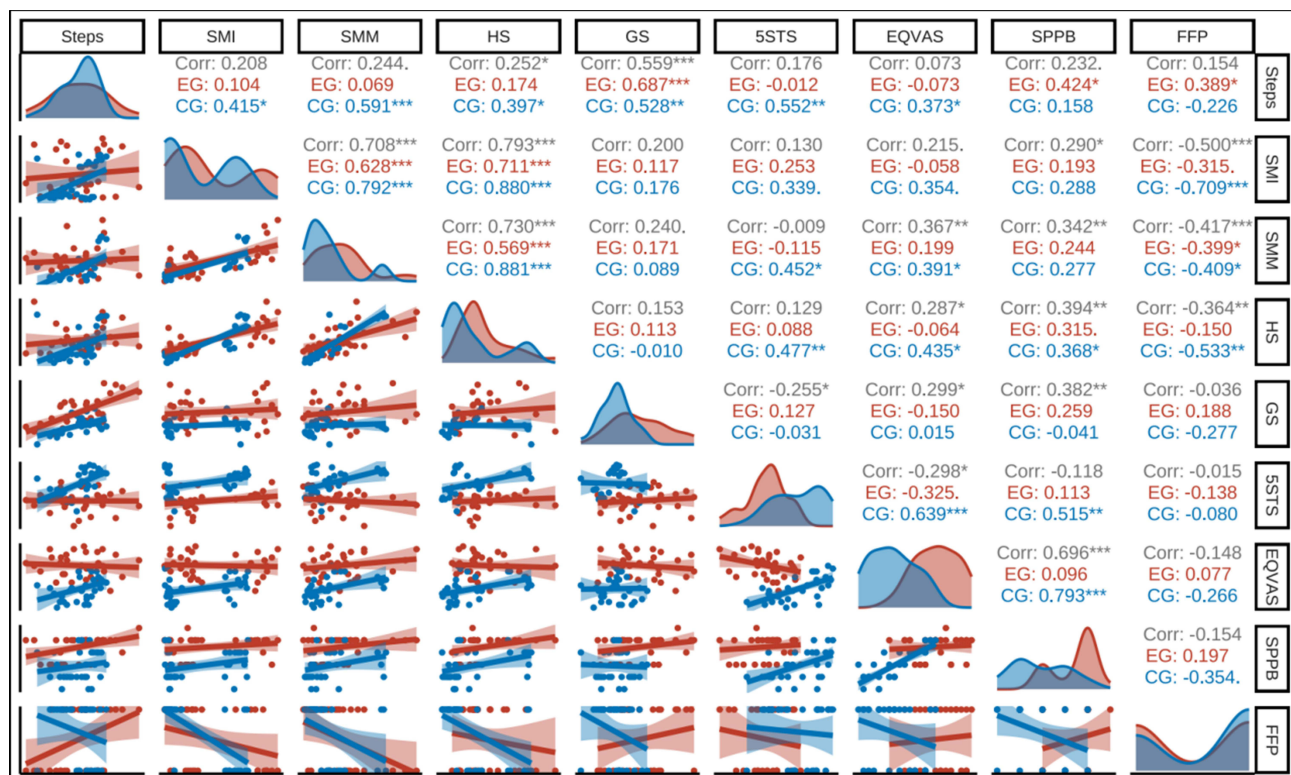 Steps SMI SMM HS GS 5STS EQVAS SPPB FFP
Corr: 0.208 Corr: 0.244. Corr: 0.252* Corr: 0.559*** Corr: 0.176 Corr: 0.073 Corr: 0.232. Corr: 0.154
EG: 0.104 EG: 0.069 EG: 0.174 EG: 0.687*** EG: -0.012 EG: -0.073 EG: 0.424* EG: 0.389*
CG: 0.415* CG: 0.591*** CG: 0.397* CG: 0.528** CG: 0.552** CG: 0.373* CG: 0.158 CG: -0.226
Steps
Corr: 0.708*** Corr: 0.793*** Corr: 0.200 Corr: 0.130 Corr: 0.215. Corr: 0.290* Corr: -0.500***
EG: 0.628*** EG: 0.711*** EG: 0.117 EG: 0.253 EG: -0.058 EG: 0.193 EG: -0.315.
CG: 0.792*** CG: 0.880*** CG: 0.176 CG: 0.339. CG: 0.354. CG: 0.288 CG: -0.709***
SMI
Corr: 0.730*** Corr: 0.240. Corr: -0.009 Corr: 0.367** Corr: 0.342** Corr: -0.417***
EG: 0.569*** EG: 0.171 EG: -0.115 EG: 0.199 EG: 0.244 EG: -0.399*
CG: 0.881*** CG: 0.089 CG: 0.452* CG: 0.391* CG: 0.277 CG: -0.409*
SMM
Corr: 0.153 Corr: 0.129 Corr: 0.287* Corr: 0.394** Corr: -0.364**
EG: 0.113 EG: 0.088 EG: -0.064 EG: 0.315. EG: -0.150
CG: -0.010 CG: 0.477** CG: 0.435* CG: 0.368* CG: -0.533**
HS
Corr: -0.255* Corr: 0.299* Corr: 0.382** Corr: -0.036
EG: 0.127 EG: -0.150 EG: 0.259 EG: 0.188
CG: -0.031 CG: 0.015 CG: -0.041 CG: -0.277
GS
Corr: -0.298* Corr: -0.118 Corr: -0.015
EG: -0.325. EG: 0.113 EG: -0.138
CG: 0.639*** CG: 0.515** CG: -0.080
5STS
Corr: 0.696*** Corr: -0.148
EG: 0.096 EG: 0.077
CG: 0.793*** CG: -0.266
EQVAS
Corr: -0.154
EG: 0.197
CG: -0.354.
SPPB
FFP